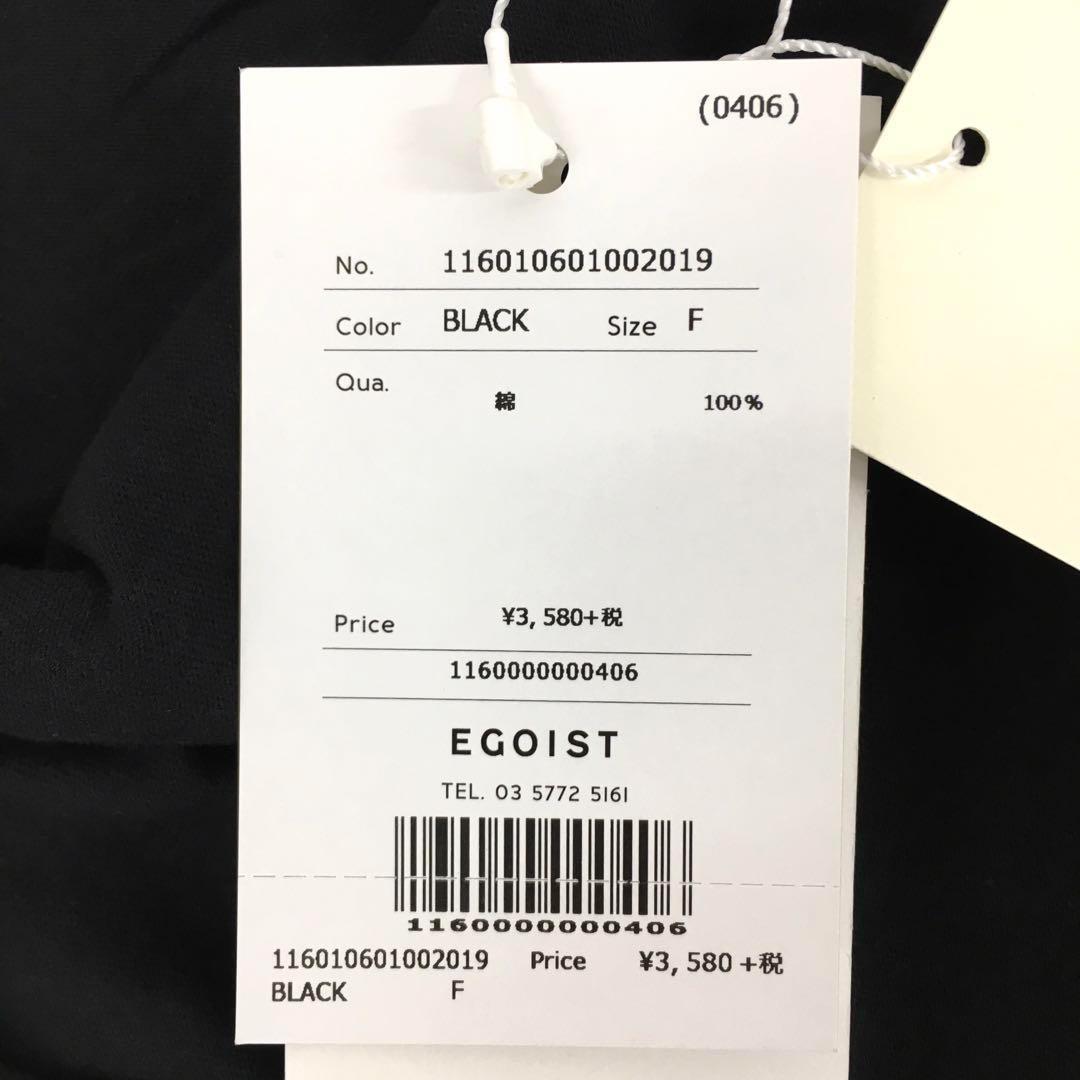 (0406)
No. 116010601002019
Color BLACK Size F
Qua.
綿 100%
Price ¥3,580+税
1160000000406
EGOIST
TEL. 03 5772 5161
1160000000406
116010601002019 Price ¥3,580+税
BLACK F